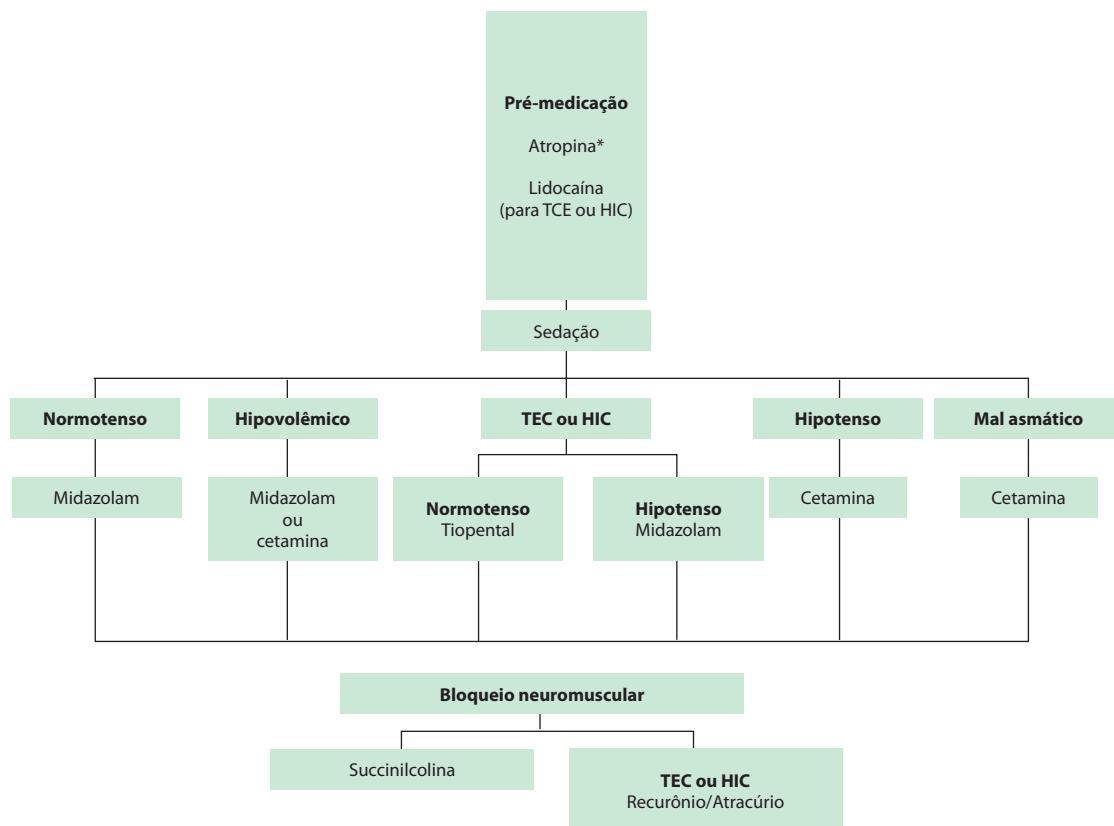 Pré-medicação
Atropina*
Lidocaína
(para TCE ou HIC)
Sedação
Normotenso
Hipovolêmico
TEC ou HIC
Hipotenso
Mal asmático
Midazolam
Midazolam
ou
cetamina
Normotenso
Tiopental
Hipotenso
Midazolam
Cetamina
Cetamina
Bloqueio neuromuscular
Succinilcolina
TEC ou HIC
Recurônio/Atracúrio